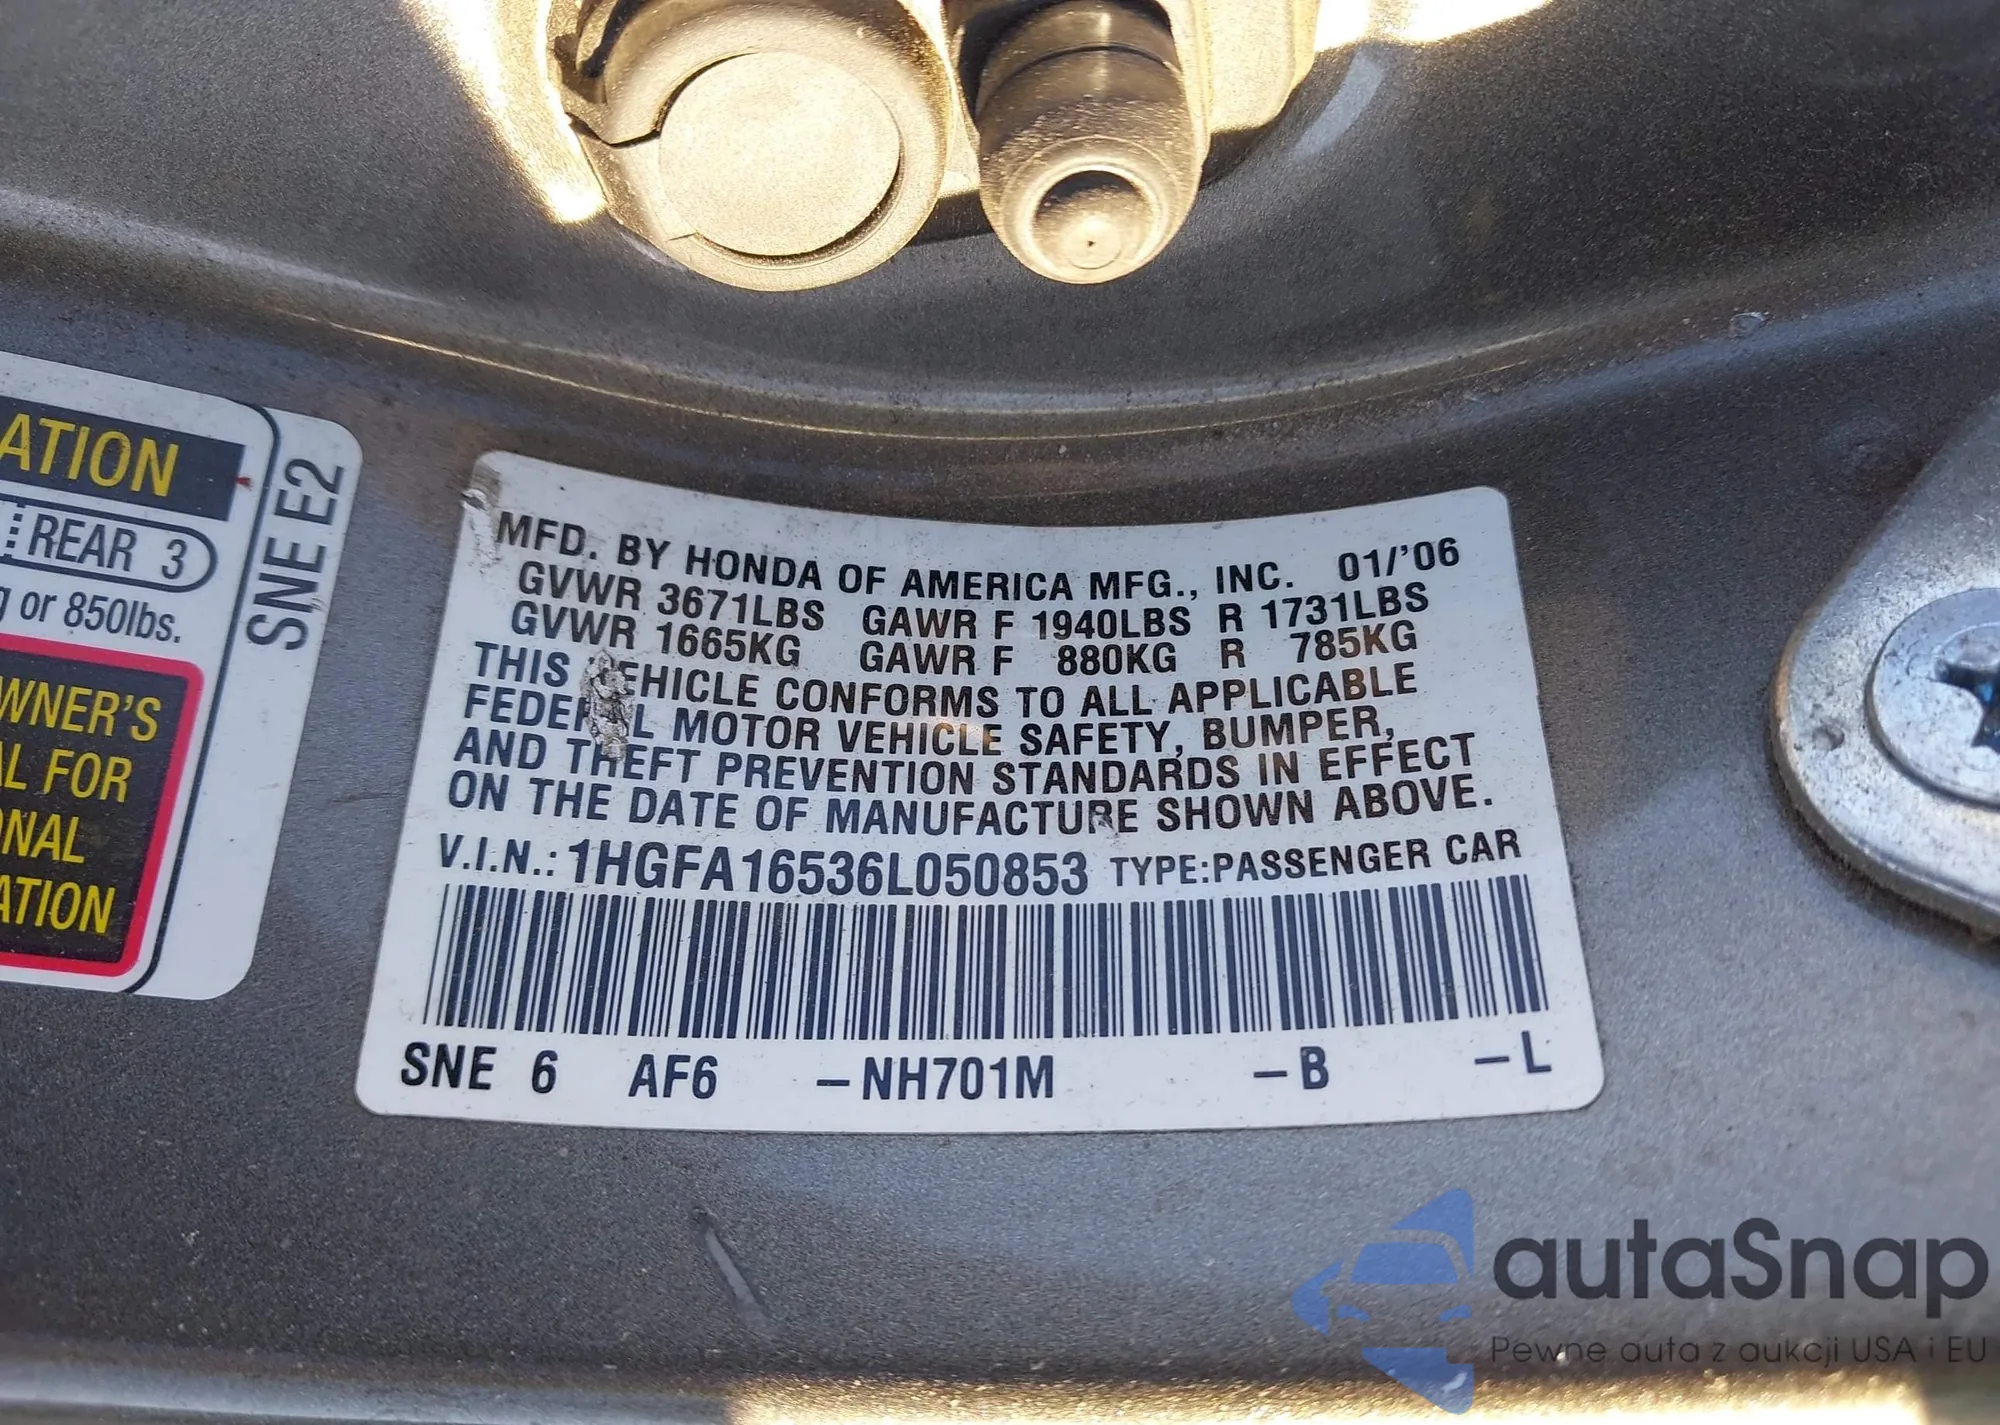 ATION
REAR 3
g or 850lbs.
WNER'S
AL FOR
ONAL
ATION
SNE E2
MFD. BY HONDA OF AMERICA MFG., INC. 01/'06
GVWR 3671LBS GAWR F 1940LBS R 1731LBS
GVWR 1665KG GAWR F 880KG R 785KG
THIS VEHICLE CONFORMS TO ALL APPLICABLE
FEDERAL MOTOR VEHICLE SAFETY, BUMPER,
AND THEFT PREVENTION STANDARDS IN EFFECT
ON THE DATE OF MANUFACTURE SHOWN ABOVE.
V.I.N.: 1HGFA16536L050853 TYPE:PASSENGER CAR
SNE 6 AF6 –NH701M –B –L
autaSnap
Pewne auta z aukcji USA i EU